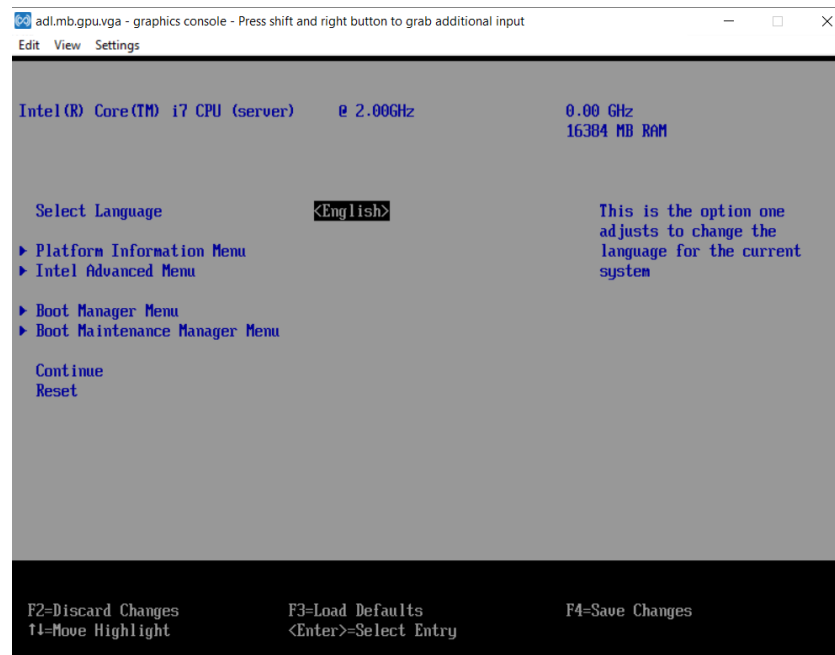 adl.mb.gpu.vga - graphics console - Press shift and right button to grab additional input
Edit View Settings
Intel(R) Core(TM) i7 CPU (server) @ 2.00GHz 0.00 GHz
16384 MB RAM
Select Language <English> This is the option one
adjusts to change the
▶ Platform Information Menu language for the current
▶ Intel Advanced Menu system
▶ Boot Manager Menu
▶ Boot Maintenance Manager Menu
Continue
Reset
F2=Discard Changes F3=Load Defaults F4=Save Changes
↑↓=Move Highlight <Enter>=Select Entry